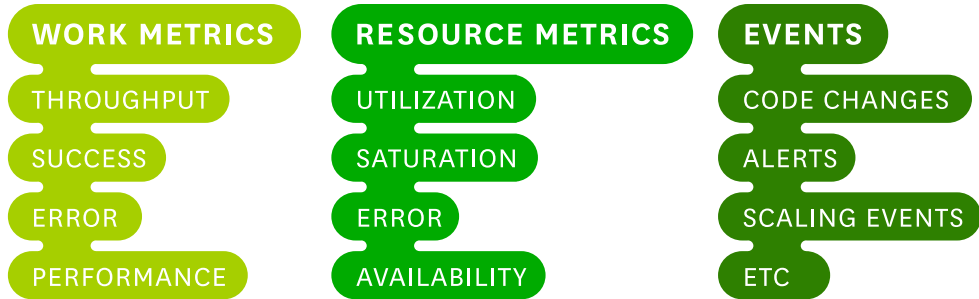 WORK METRICS
THROUGHPUT
SUCCESS
ERROR
PERFORMANCE
RESOURCE METRICS
UTILIZATION
SATURATION
ERROR
AVAILABILITY
EVENTS
CODE CHANGES
ALERTS
SCALING EVENTS
ETC